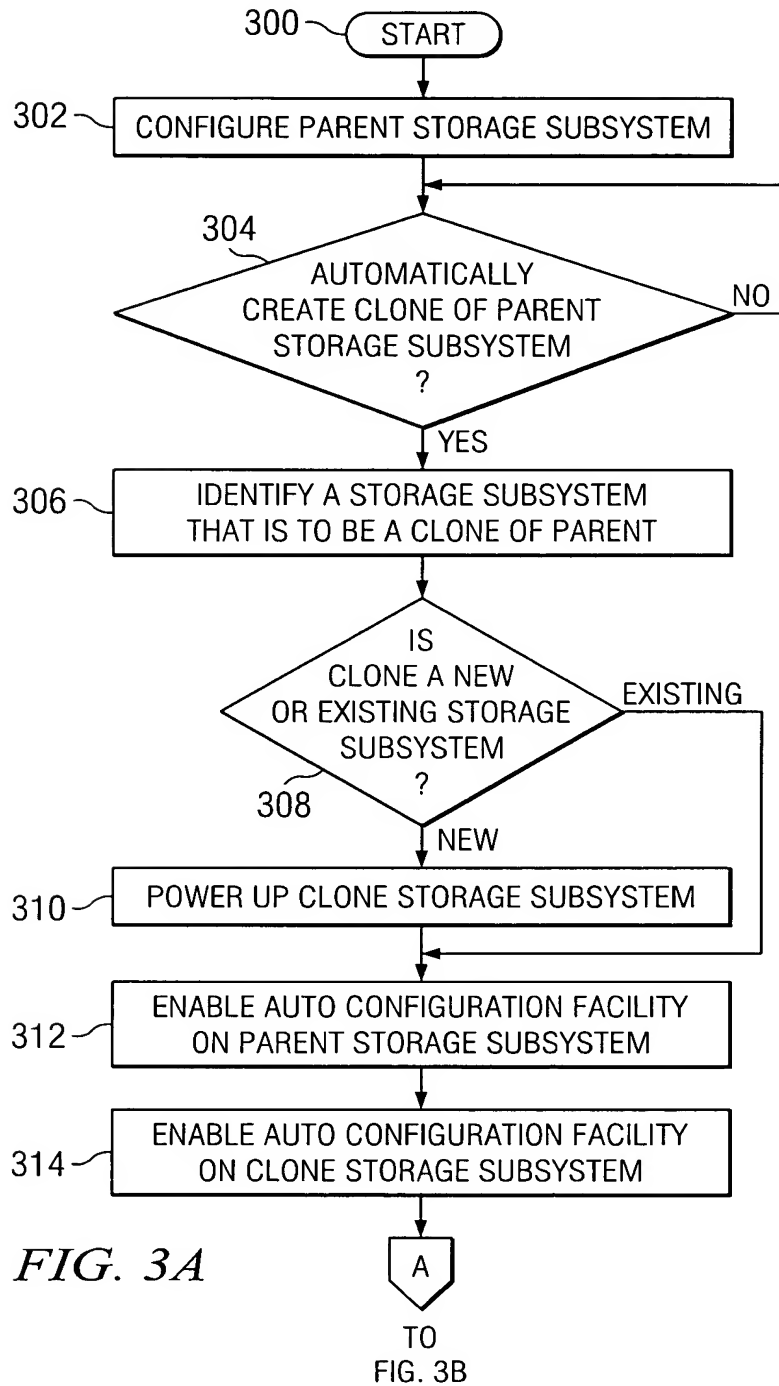 300
START
302
CONFIGURE PARENT STORAGE SUBSYSTEM
304
AUTOMATICALLY
CREATE CLONE OF PARENT
STORAGE SUBSYSTEM
?
NO
YES
306
IDENTIFY A STORAGE SUBSYSTEM
THAT IS TO BE A CLONE OF PARENT
IS
CLONE A NEW
OR EXISTING STORAGE
SUBSYSTEM
?
EXISTING
308
NEW
310
POWER UP CLONE STORAGE SUBSYSTEM
312
ENABLE AUTO CONFIGURATION FACILITY
ON PARENT STORAGE SUBSYSTEM
314
ENABLE AUTO CONFIGURATION FACILITY
ON CLONE STORAGE SUBSYSTEM
FIG. 3A
A
TO
FIG. 3B